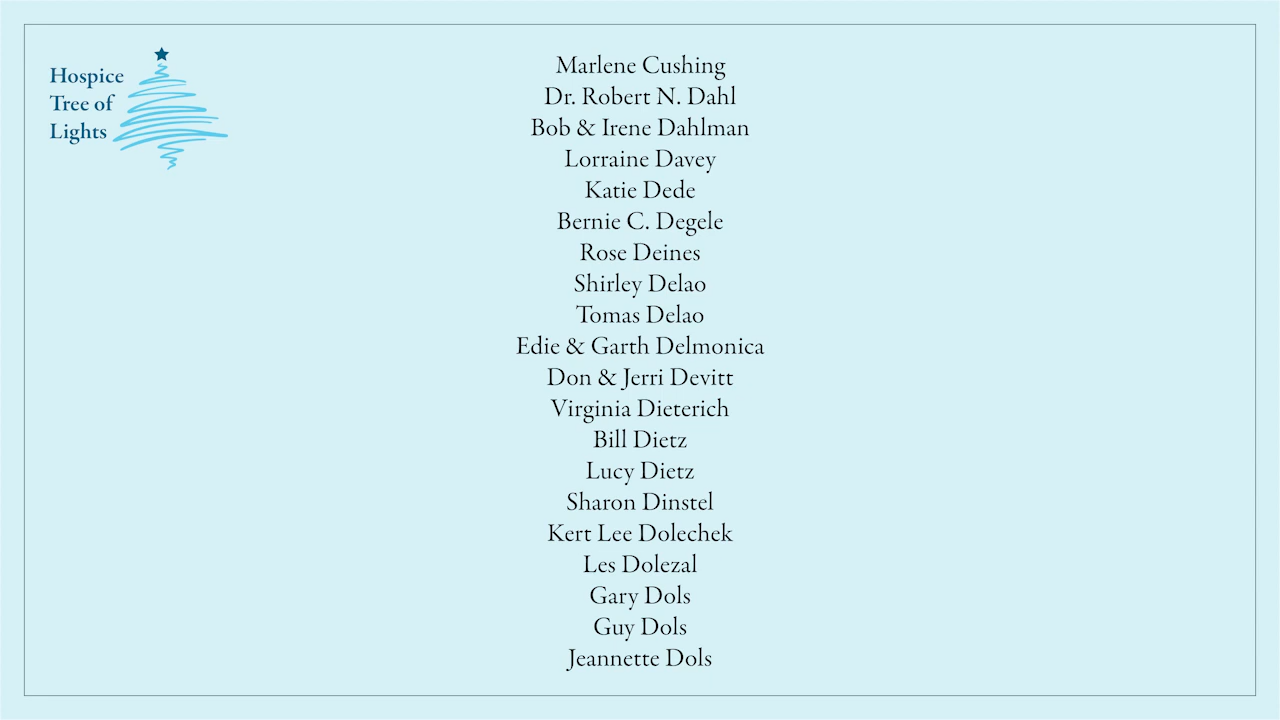 Hospice
Tree of
Lights
Marlene Cushing
Dr. Robert N. Dahl
Bob & Irene Dahlman
Lorraine Davey
Katie Dede
Bernie C. Degele
Rose Deines
Shirley Delao
Tomas Delao
Edie & Garth Delmonica
Don & Jerri Devitt
Virginia Dieterich
Bill Dietz
Lucy Dietz
Sharon Dinstel
Kert Lee Dolechek
Les Dolezal
Gary Dols
Guy Dols
Jeannette Dols